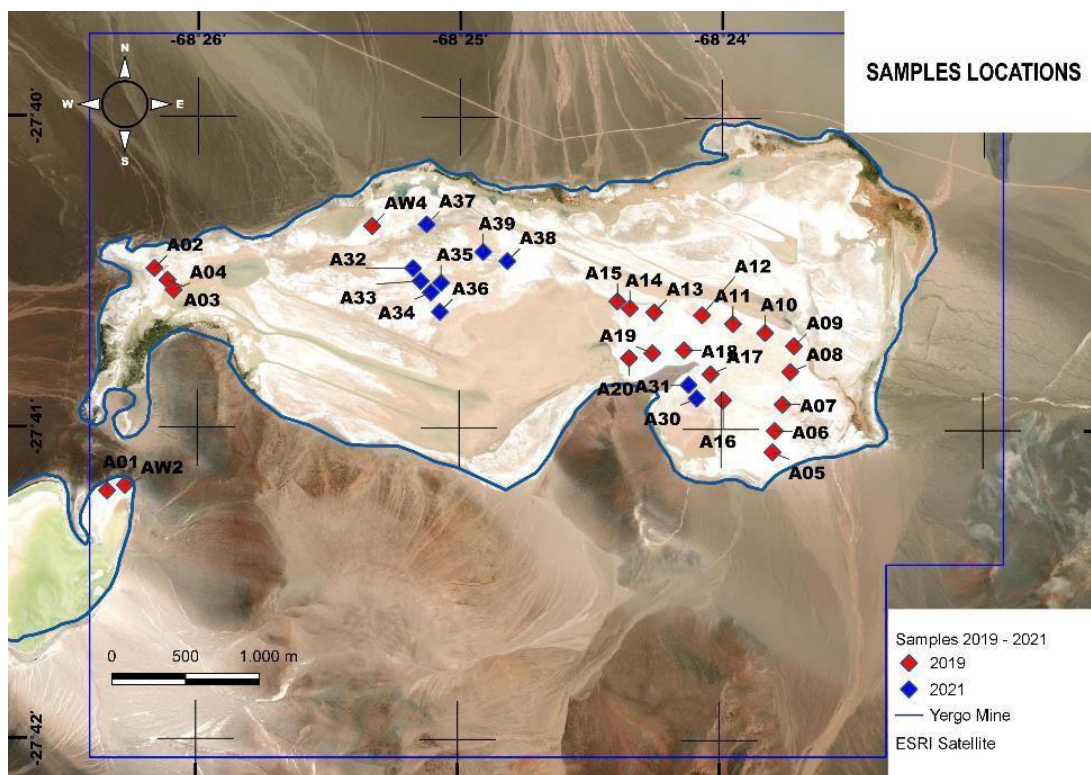 SAMPLES LOCATIONS
-68°26'
-68°25'
-68°24'
-27°40'
-27°41'
-27°42'
N
W
E
S
A37
AW4
A39
A38
A02
A04
A03
A32
A35
A33
A36
A34
A12
A15
A14
A13
A11
A10
A09
A19
A18
A17
A08
A20
A31
A30
A16
A07
A06
A05
A01
AW2
0 500 1.000 m
Samples 2019 - 2021
2019
2021
Yergo Mine
ESRI Satellite